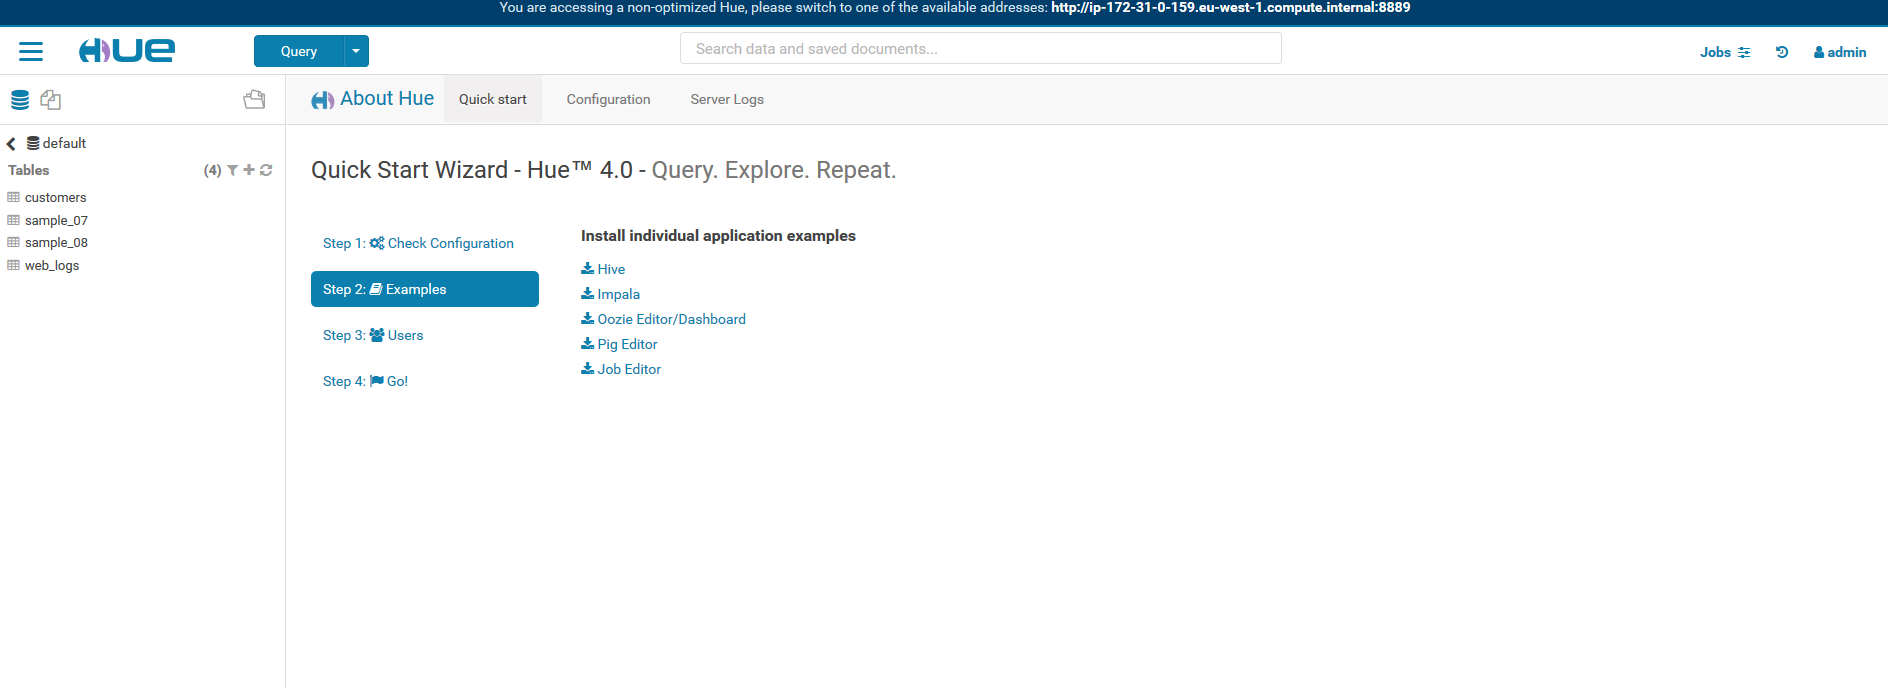 You are accessing a non-optimized Hue, please switch to one of the available addresses: http://ip-172-31-0-159.eu-west-1.compute.internal:8889
HUE Query Search data and saved documents... Jobs admin
About Hue Quick start Configuration Server Logs
default
Tables (4)
customers
sample_07
sample_08
web_logs
Quick Start Wizard - Hue™ 4.0 - Query. Explore. Repeat.
Step 1: Check Configuration
Step 2: Examples
Step 3: Users
Step 4: Go!
Install individual application examples
Hive
Impala
Oozie Editor/Dashboard
Pig Editor
Job Editor